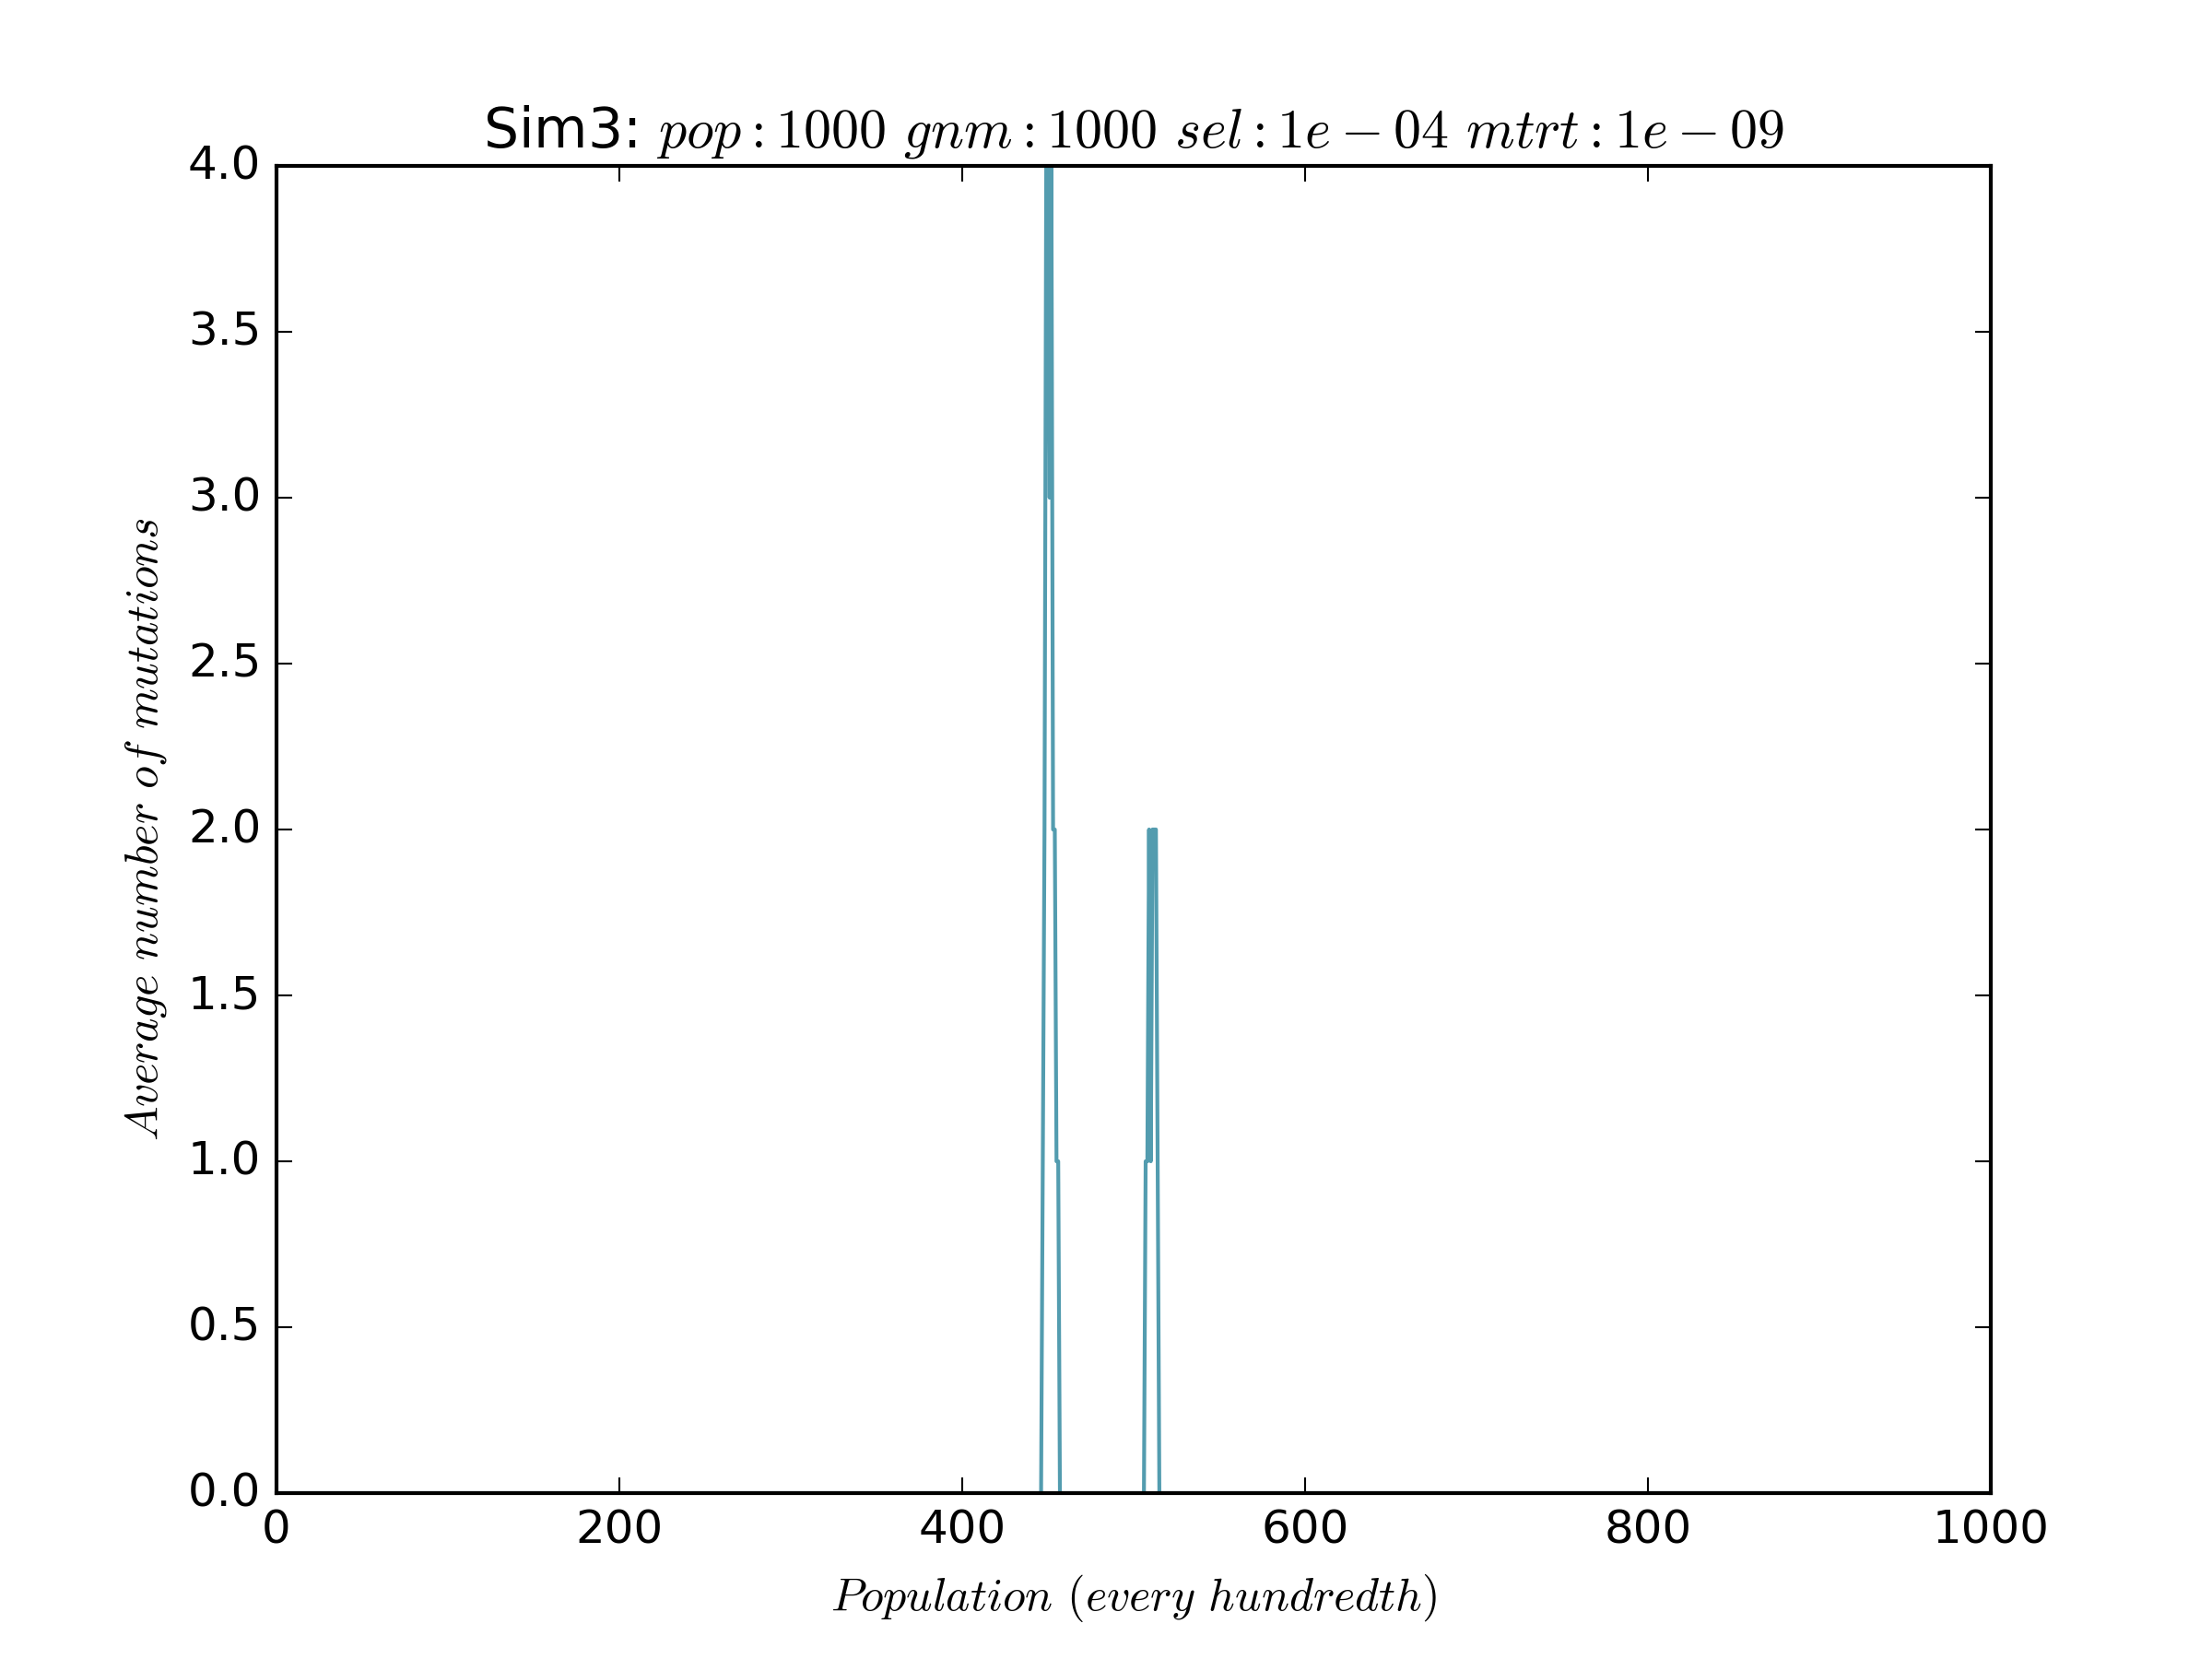 Sim3: pop : 1000 gnm : 1000 sel : 1e − 04 mtrt : 1e − 09
4.0
3.5
3.0
2.5
2.0
1.5
1.0
0.5
0.0
Average number of mutations
0 200 400 600 800 1000
Population (every hundredth)